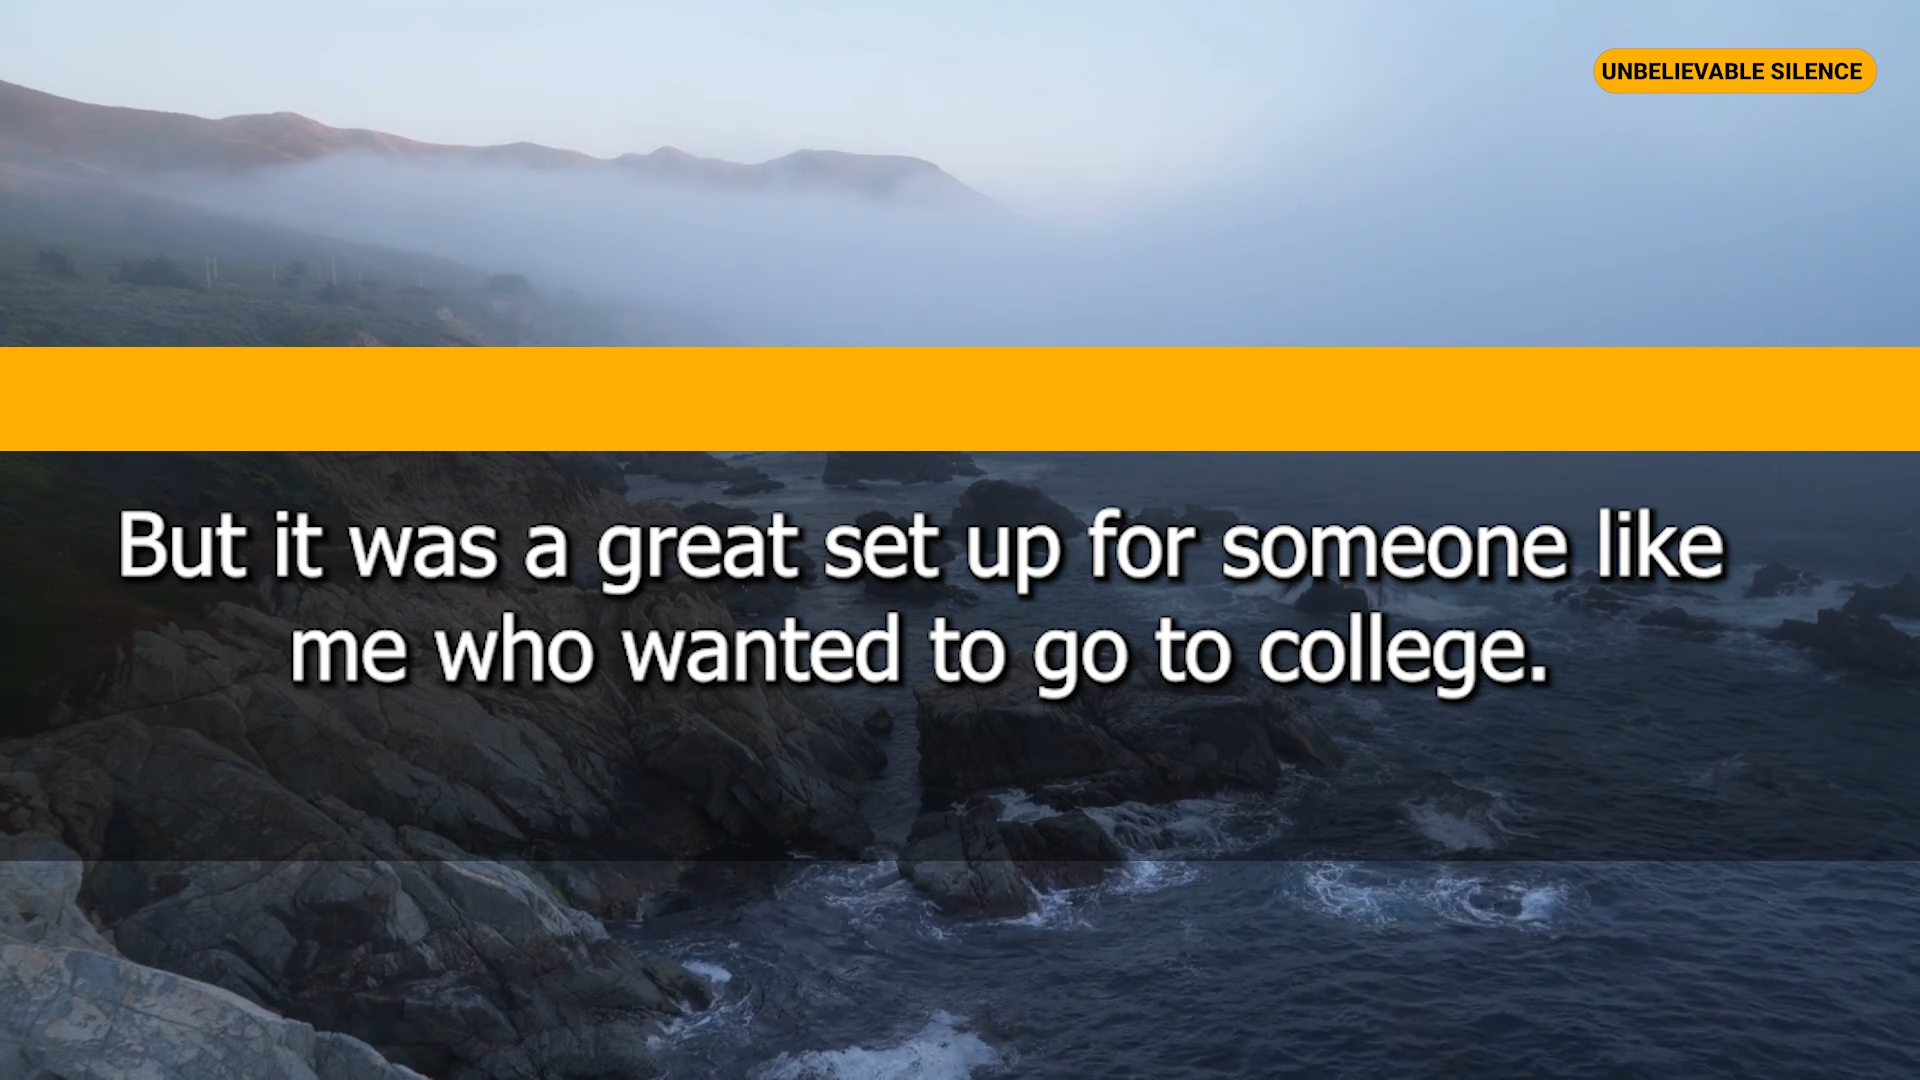 UNBELIEVABLE SILENCE
But it was a great set up for someone like
me who wanted to go to college.